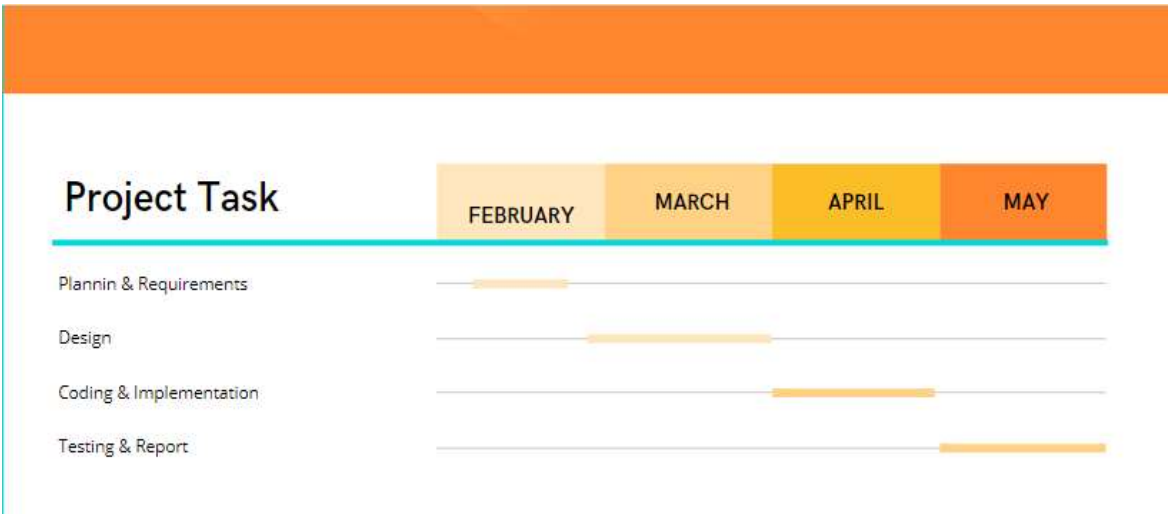 Project Task
FEBRUARY MARCH APRIL MAY
Plannin & Requirements
Design
Coding & Implementation
Testing & Report